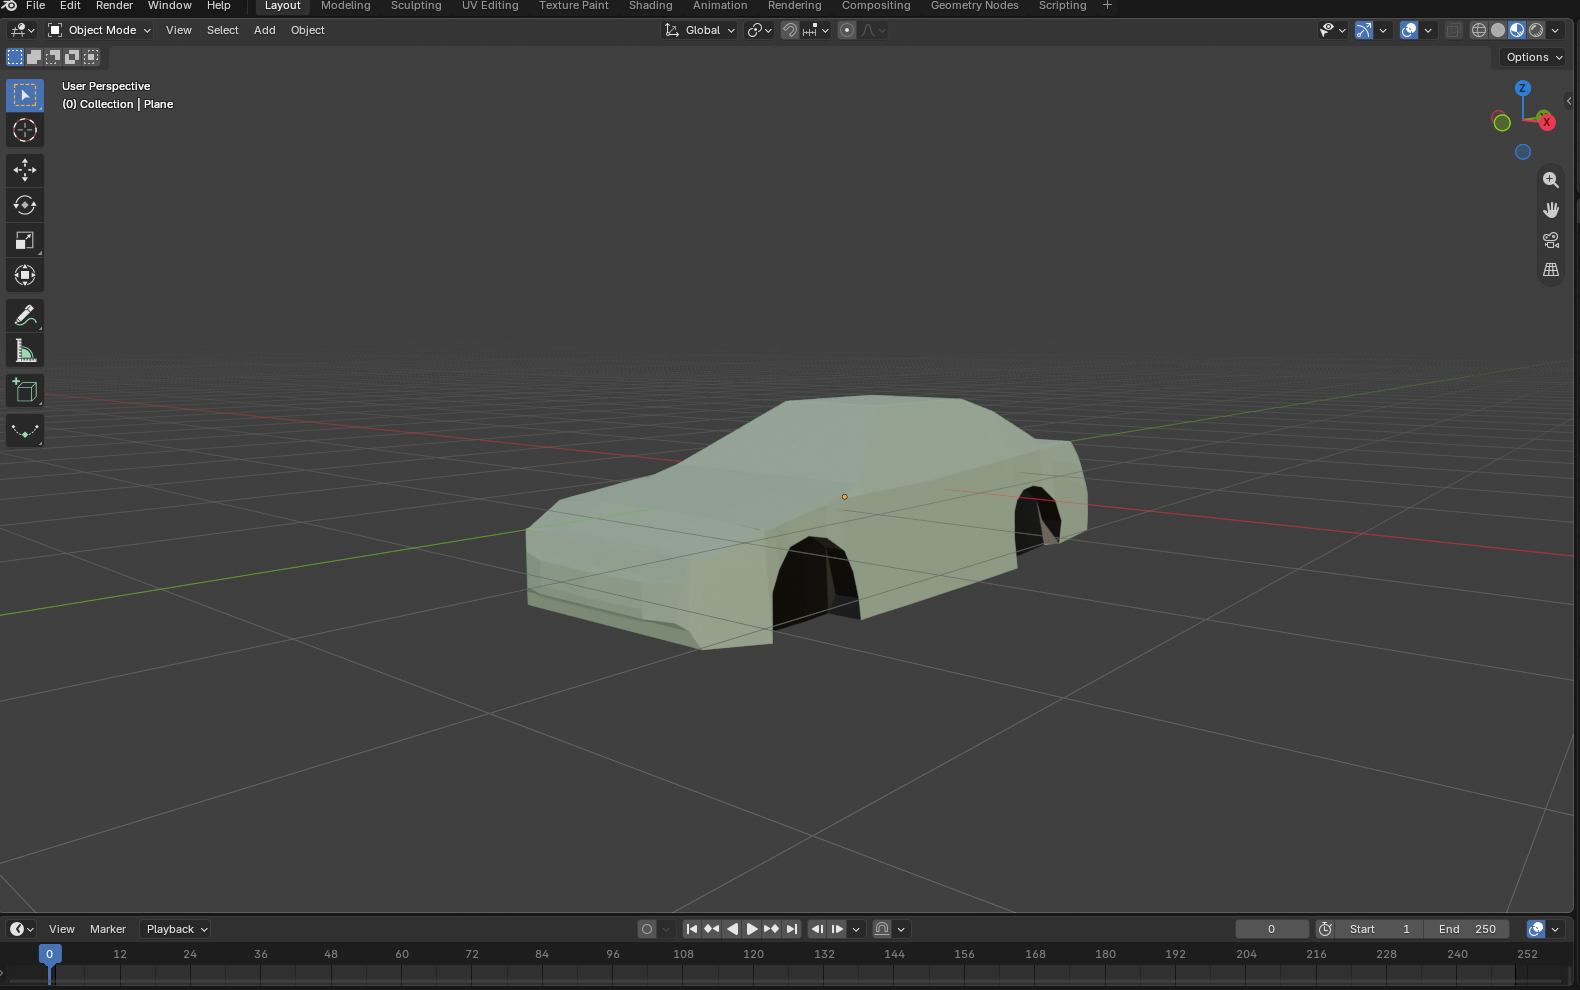 File Edit Render Window Help Layout Modeling Sculpting UV Editing Texture Paint Shading Animation Rendering Compositing Geometry Nodes Scripting +
Object Mode View Select Add Object Global
Options
User Perspective
(0) Collection | Plane
Z
X
View Marker Playback 0 Start 1 End 250
0 12 24 36 48 60 72 84 96 108 120 132 144 156 168 180 192 204 216 228 240 252